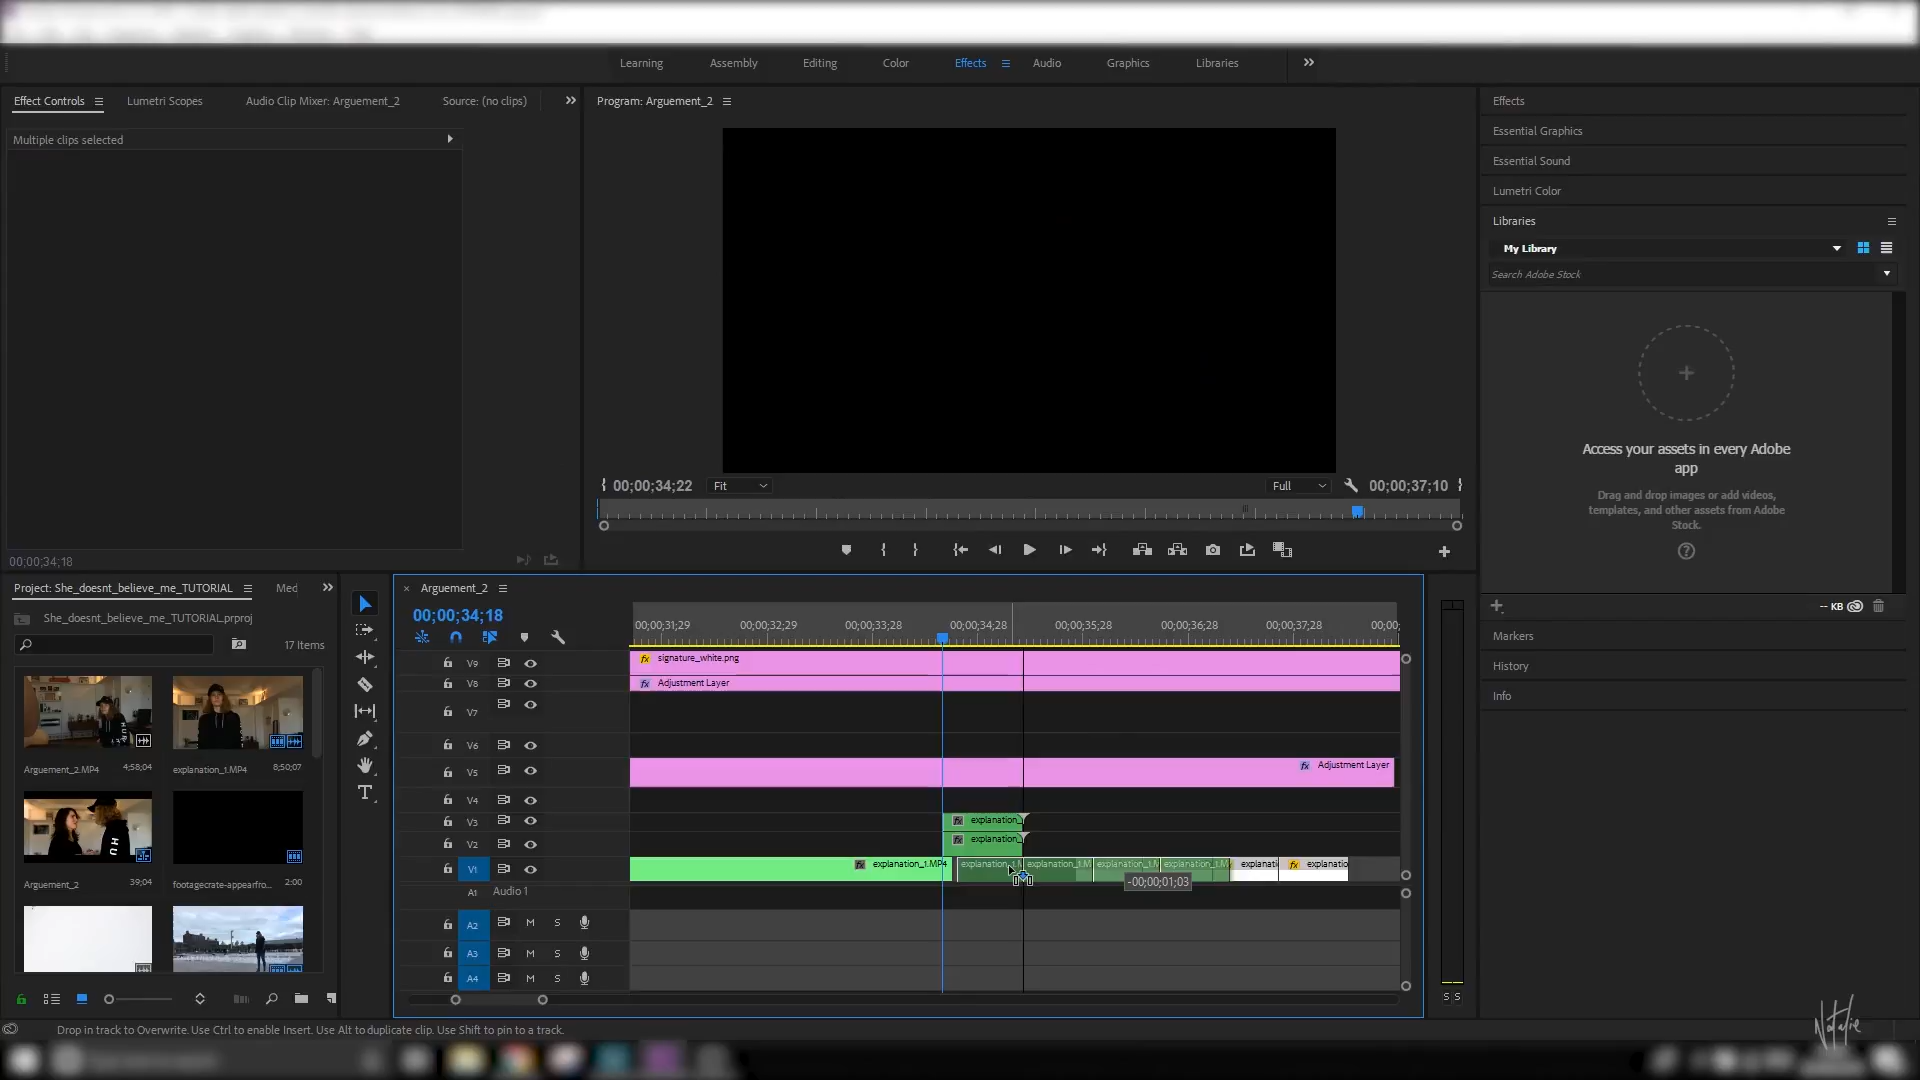 Learning Assembly Editing Color Effects Audio Graphics Libraries
Effect Controls Lumetri Scopes Audio Clip Mixer: Arguement_2 Source: (no clips)
Multiple clips selected
00;00;34;18
Program: Arguement_2
00;00;34;22 Fit Full 00;00;37;10
Effects
Essential Graphics
Essential Sound
Lumetri Color
Libraries
My Library
Search Adobe Stock
Access your assets in every Adobe
app
Drag and drop images or add videos,
templates, and other assets from Adobe
Stock.
-- KB
Markers
History
Info
Project: She_doesnt_believe_me_TUTORIAL Med
She_doesnt_believe_me_TUTORIAL.prproj
17 Items
Arguement_2.MP4 4;58;04 explanation_1.MP4 8;50;07
Arguement_2 39;04 footagecrate-appearfro... 2:00
Arguement_2
00;00;34;18
00;00;31;29 00;00;32;29 00;00;33;28 00;00;34;28 00;00;35;28 00;00;36;28 00;00;37;28 00;00;
V9 fx signature_white.png
V8 fx Adjustment Layer
V7
V6
V5 fx Adjustment Layer
V4
V3 fx explanation_
V2 fx explanation_
V1 fx explanation_1.MP4 explanation_1.M explanation_1.M explanation_1.M explanation_1.M explanati fx explanatio
-00;00;01;03
A1 Audio 1
A2 M S
A3 M S
A4 M S
S S
Drop in track to Overwrite. Use Ctrl to enable Insert. Use Alt to duplicate clip. Use Shift to pin to a track.
Natalie